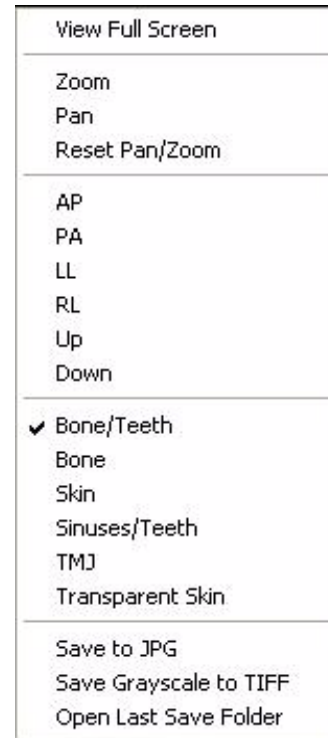 View Full Screen
Zoom
Pan
Reset Pan/Zoom
AP
PA
LL
RL
Up
Down
Bone/Teeth
Bone
Skin
Sinuses/Teeth
TMJ
Transparent Skin
Save to JPG
Save Grayscale to TIFF
Open Last Save Folder